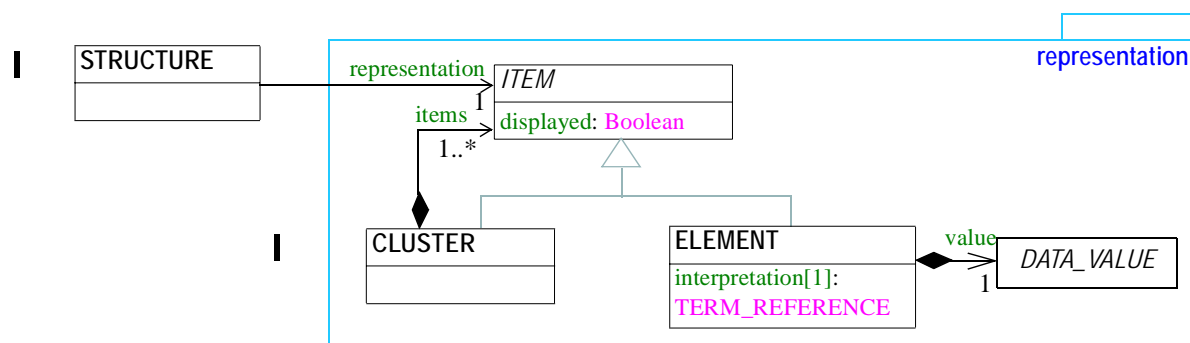 representation
STRUCTURE
representation
1
ITEM
displayed: Boolean
items
1..*
CLUSTER
ELEMENT
interpretation[1]:
TERM_REFERENCE
value
1
DATA_VALUE